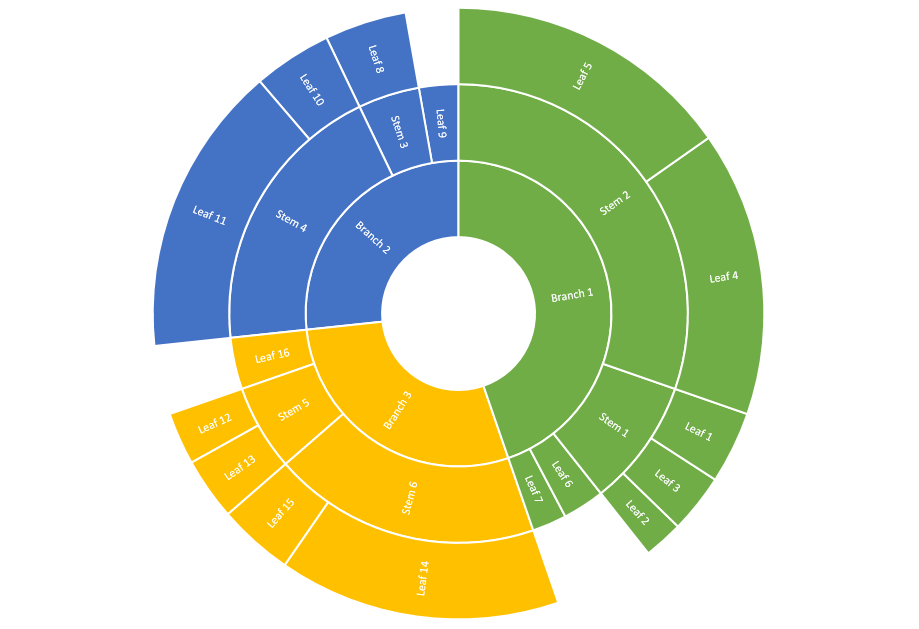 Leaf 8
Leaf 10
Leaf 5
Leaf 9
Stem 3
Stem 2
Leaf 11
Stem 4
Branch 2
Leaf 4
Branch 1
Leaf 16
Stem 5
Branch 3
Leaf 12
Stem 1
Leaf 1
Leaf 13
Leaf 6
Leaf 3
Leaf 7
Stem 6
Leaf 15
Leaf 2
Leaf 14